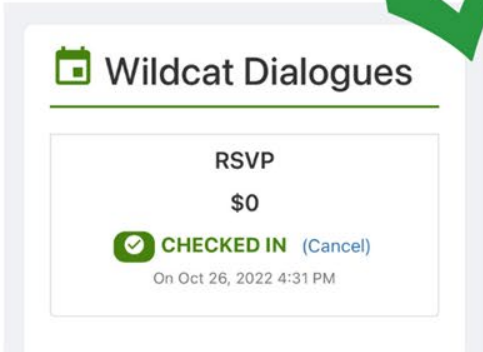 Wildcat Dialogues
RSVP
$0
CHECKED IN (Cancel)
On Oct 26, 2022 4:31 PM